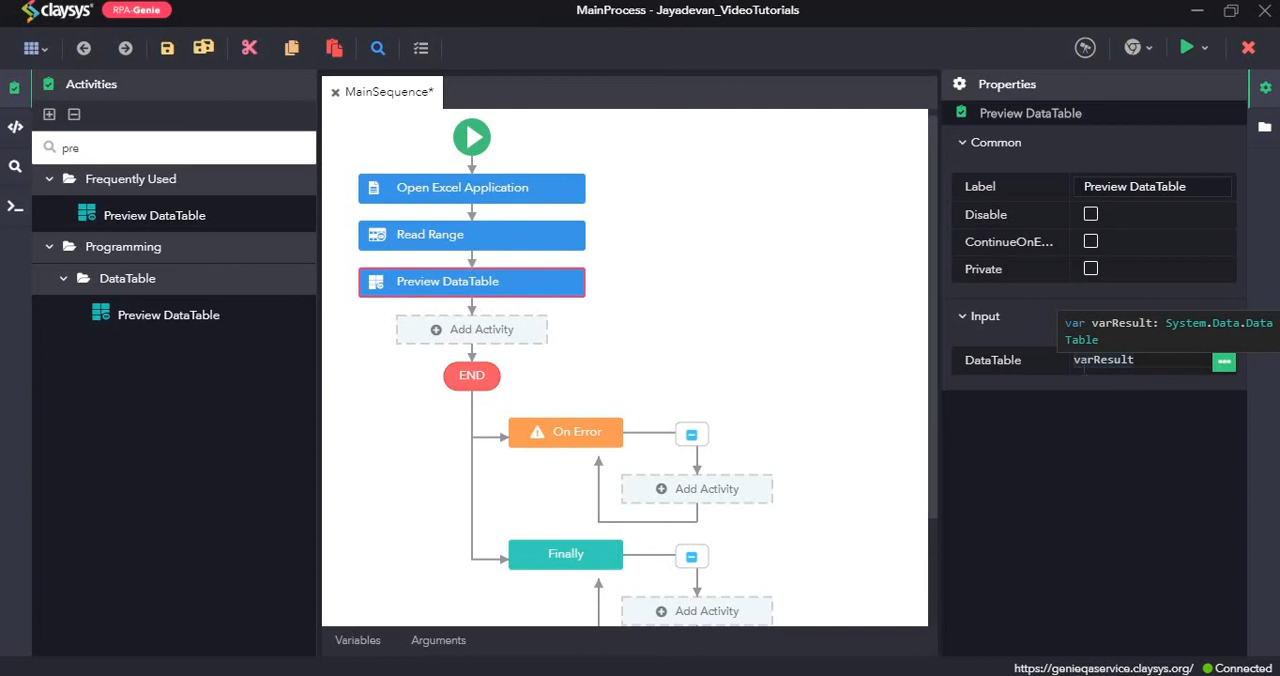 claysys
RPA-Genie
MainProcess - Jayadevan_VideoTutorials
Activities
pre
Frequently Used
Preview DataTable
Programming
DataTable
Preview DataTable
MainSequence*
Open Excel Application
Read Range
Preview DataTable
Add Activity
END
On Error
Add Activity
Finally
Add Activity
Variables
Arguments
Properties
Preview DataTable
Common
Label
Preview DataTable
Disable
ContinueOnE...
Private
Input
var varResult: System.Data.Data
Table
DataTable
varResult
https://genieqaservice.claysys.org/
Connected